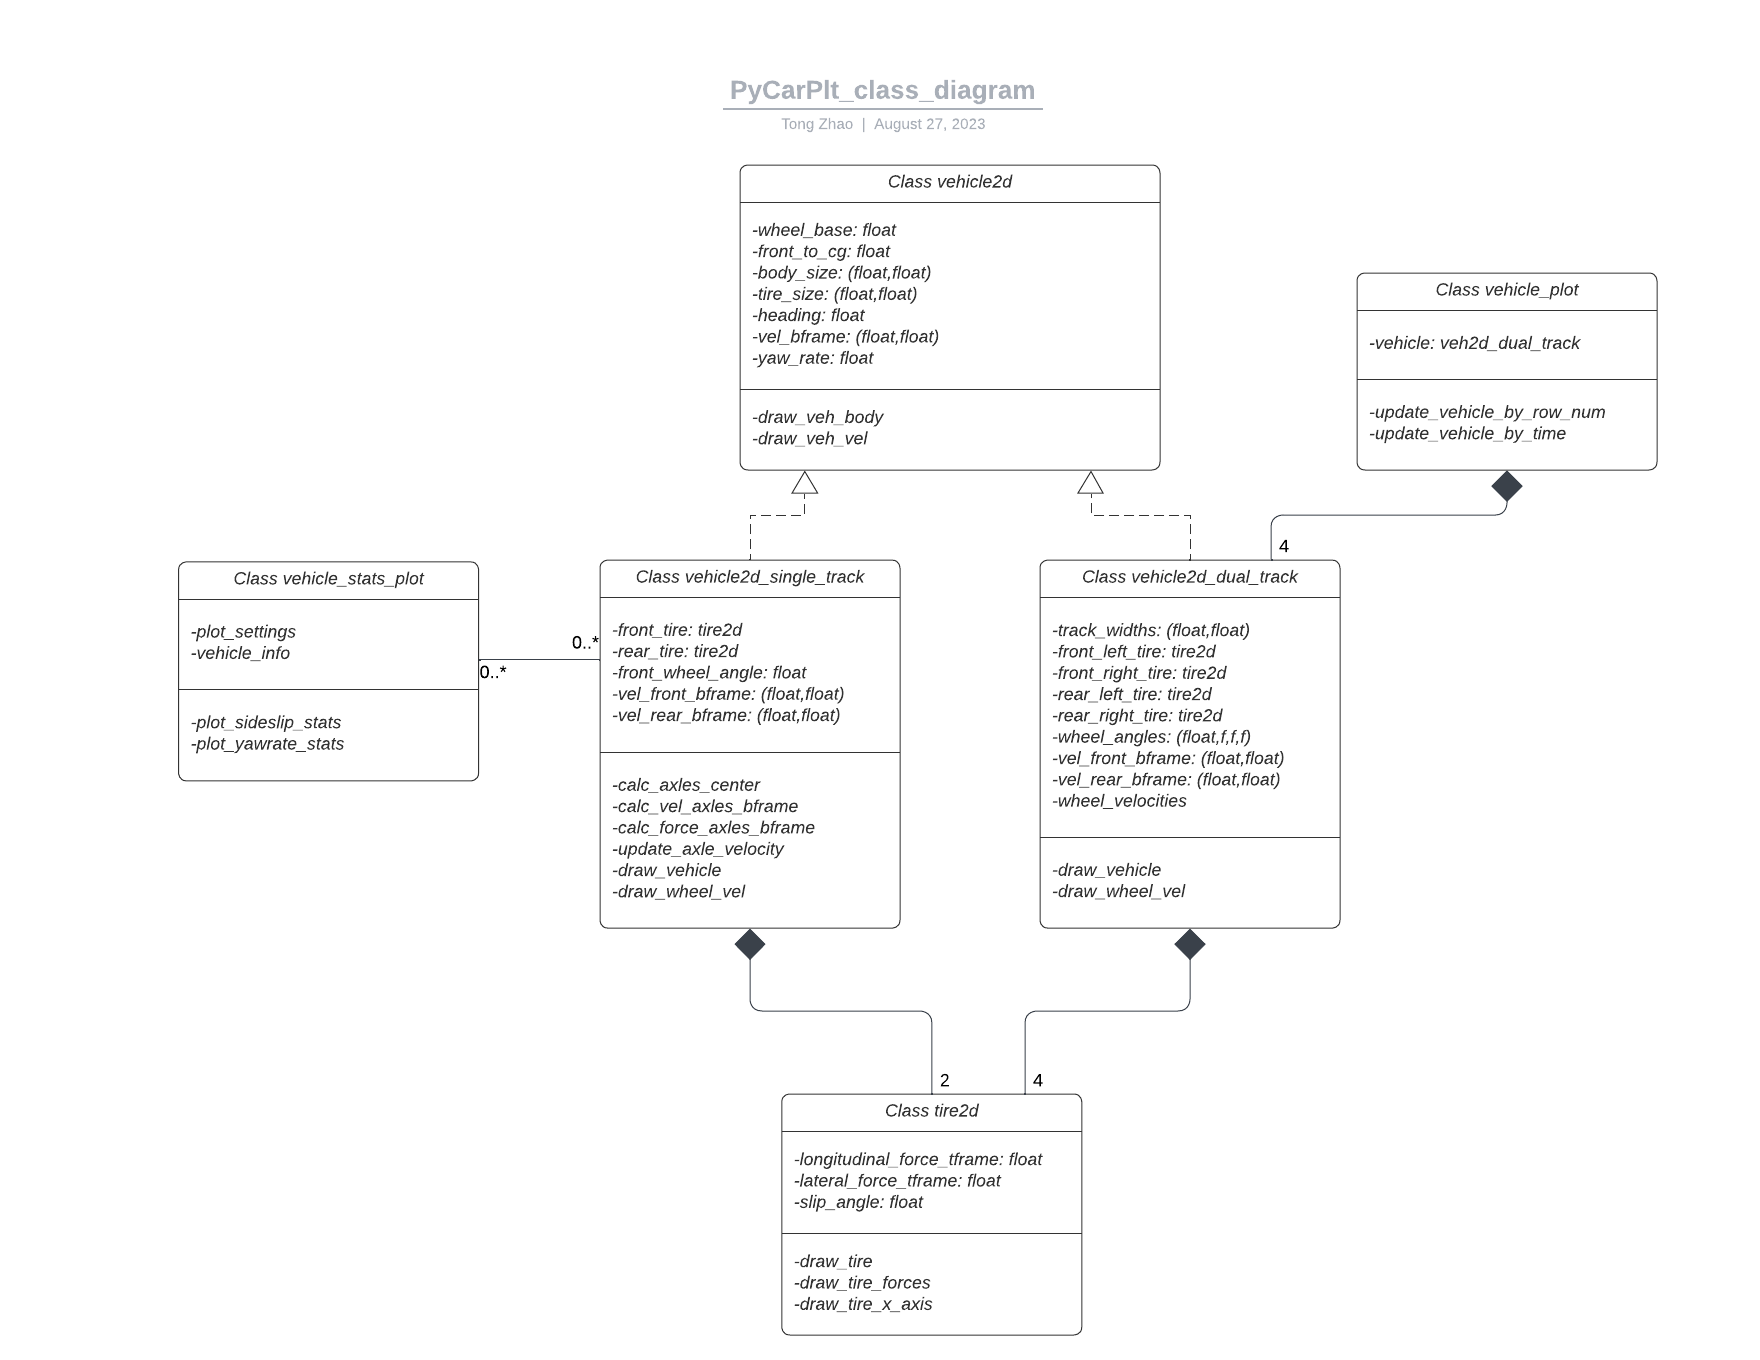 PyCarPlt_class_diagram
Tong Zhao | August 27, 2023
Class vehicle2d
-wheel_base: float
-front_to_cg: float
-body_size: (float,float)
-tire_size: (float,float)
-heading: float
-vel_bframe: (float,float)
-yaw_rate: float
-draw_veh_body
-draw_veh_vel
Class vehicle_plot
-vehicle: veh2d_dual_track
-update_vehicle_by_row_num
-update_vehicle_by_time
4
Class vehicle_stats_plot
-plot_settings
-vehicle_info
-plot_sideslip_stats
-plot_yawrate_stats
0..*
0..*
Class vehicle2d_single_track
-front_tire: tire2d
-rear_tire: tire2d
-front_wheel_angle: float
-vel_front_bframe: (float,float)
-vel_rear_bframe: (float,float)
-calc_axles_center
-calc_vel_axles_bframe
-calc_force_axles_bframe
-update_axle_velocity
-draw_vehicle
-draw_wheel_vel
Class vehicle2d_dual_track
-track_widths: (float,float)
-front_left_tire: tire2d
-front_right_tire: tire2d
-rear_left_tire: tire2d
-rear_right_tire: tire2d
-wheel_angles: (float,f,f,f)
-vel_front_bframe: (float,float)
-vel_rear_bframe: (float,float)
-wheel_velocities
-draw_vehicle
-draw_wheel_vel
2
4
Class tire2d
-longitudinal_force_tframe: float
-lateral_force_tframe: float
-slip_angle: float
-draw_tire
-draw_tire_forces
-draw_tire_x_axis